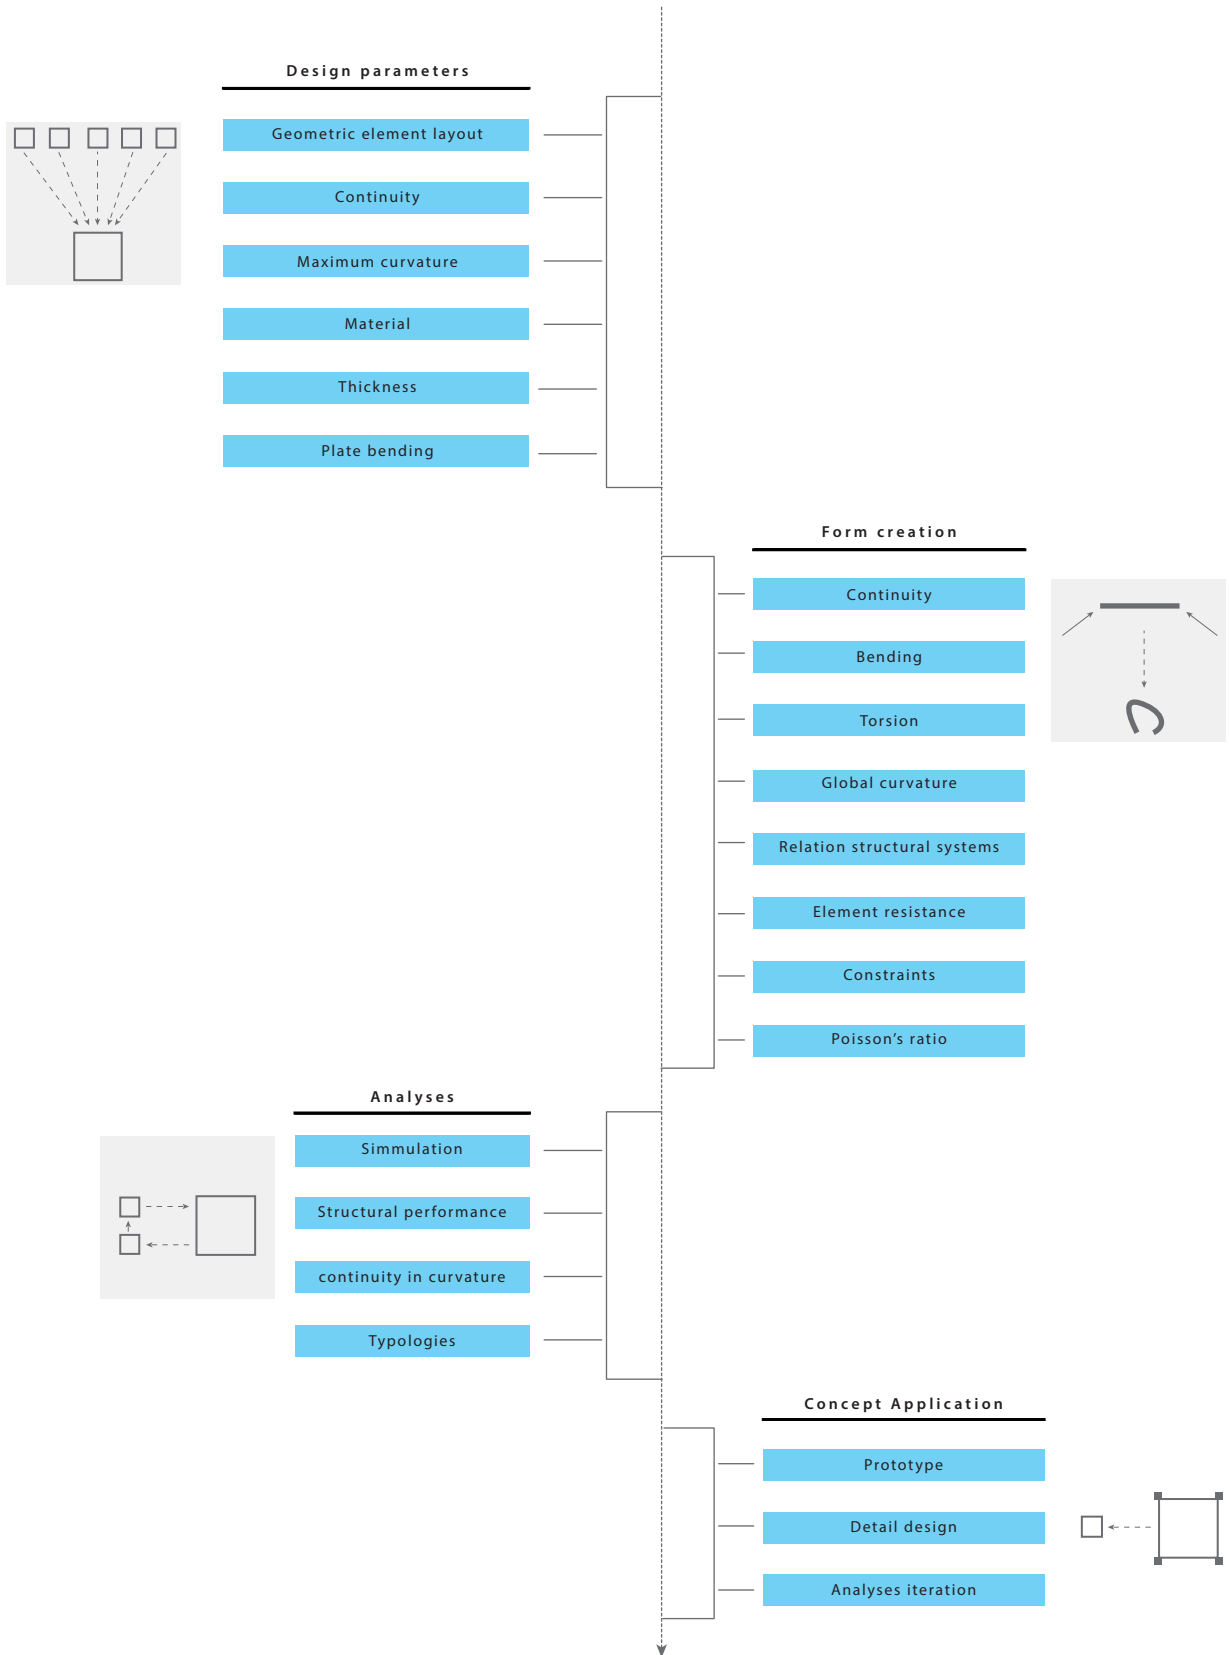 Design parameters
Geometric element layout
Continuity
Maximum curvature
Material
Thickness
Plate bending
Form creation
Continuity
Bending
Torsion
Global curvature
Relation structural systems
Element resistance
Constraints
Poisson's ratio
Analyses
Simmulation
Structural performance
continuity in curvature
Typologies
Concept Application
Prototype
Detail design
Analyses iteration